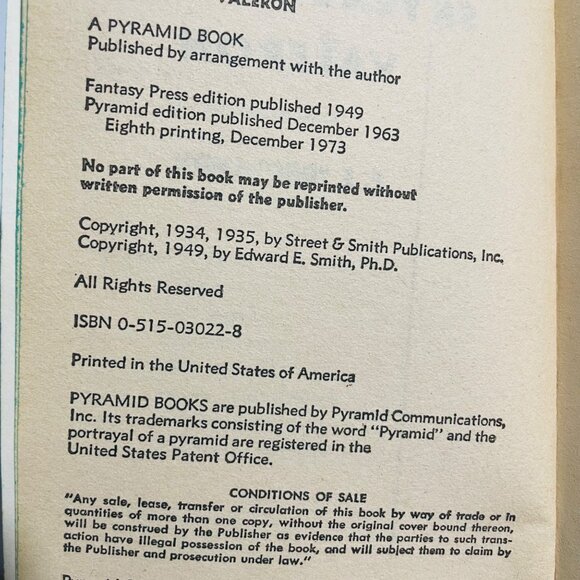 VALERON
A PYRAMID BOOK
Published by arrangement with the author
Fantasy Press edition published 1949
Pyramid edition published December 1963
Eighth printing, December 1973
No part of this book may be reprinted without
written permission of the publisher.
Copyright, 1934, 1935, by Street & Smith Publications, Inc.
Copyright, 1949, by Edward E. Smith, Ph.D.
All Rights Reserved
ISBN 0-515-03022-8
Printed in the United States of America
PYRAMID BOOKS are published by Pyramid Communications,
Inc. Its trademarks consisting of the word "Pyramid" and the
portrayal of a pyramid are registered in the
United States Patent Office.
CONDITIONS OF SALE
"Any sale, lease, transfer or circulation of this book by way of trade or in
quantities of more than one copy, without the original cover bound thereon,
will be construed by the Publisher as evidence that the parties to such trans-
action have illegal possession of the book, and will subject them to claim by
the Publisher and prosecution under law."